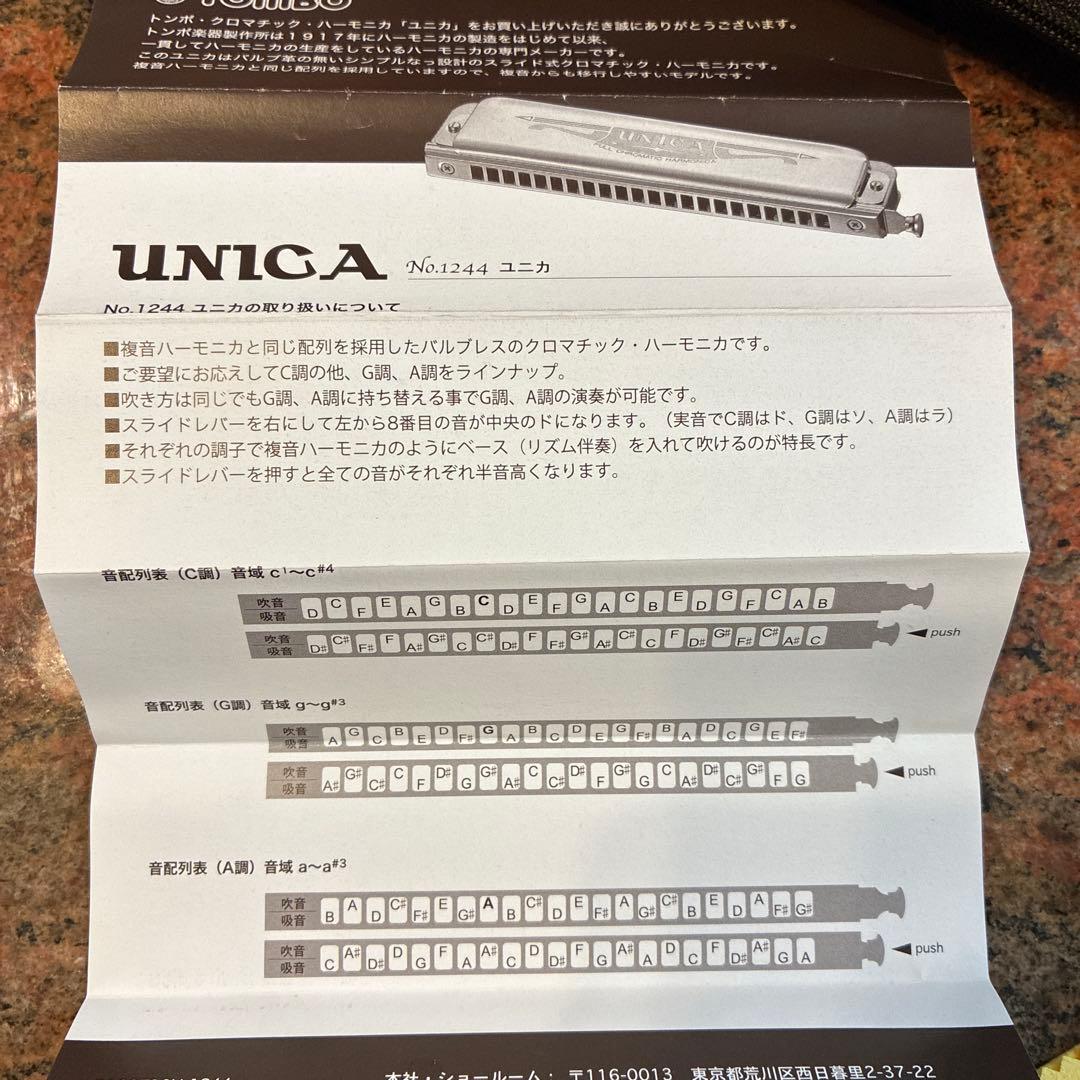 TOMBO
トンボ・クロマチック・ハーモニカ「ユニカ」をお買い上げいただき誠にありがとうございます。
トンボ楽器製作所は1917年にハーモニカの製造をはじめて以来、
一貫してハーモニカの生産をしているハーモニカの専門メーカーです。
このユニカはバルブ革の無いシンプルなっ設計のスライド式クロマチック・ハーモニカです。
複音ハーモニカと同じ配列を採用していますので、複音からも移行しやすいモデルです。
UNICA
FULL CHROMATIC HARMONICA
UNICA No.1244 ユニカ
No.1244 ユニカの取り扱いについて
■複音ハーモニカと同じ配列を採用したバルブレスのクロマチック・ハーモニカです。
■ご要望にお応えしてC調の他、G調、A調をラインナップ。
■吹き方は同じでもG調、A調に持ち替える事でG調、A調の演奏が可能です。
■スライドレバーを右にして左から8番目の音が中央のドになります。（実音でC調はド、G調はソ、A調はラ）
■それぞれの調子で複音ハーモニカのようにベース（リズム伴奏）を入れて吹けるのが特長です。
■スライドレバーを押すと全ての音がそれぞれ半音高くなります。
音配列表（C調）音域 c¹～c#4
吹音
吸音
D C F E A G B C D E F G A C B E D G F C A B
吹音
吸音
D# C# F# F A# G# C C# D# F F# G# A# C# C F D# G# F# C# A# C
push
音配列表（G調）音域 g～g#3
吹音
吸音
A G C B E D F# G A B C D E G F# B A D C G E F#
吹音
吸音
A# G# C# C F D# G G# A# C C# D# F G# G C A# D# C# G# F G
push
音配列表（A調）音域 a～a#3
吹音
吸音
B A D C# F# E G# A B C# D E F# A G# C# B E D A F# G#
吹音
吸音
C A# D# D G F A A# C D D# F G A# A D C F D# A# G A
push
本社・ショールーム： 〒116-0013 東京都荒川区西日暮里2-37-22